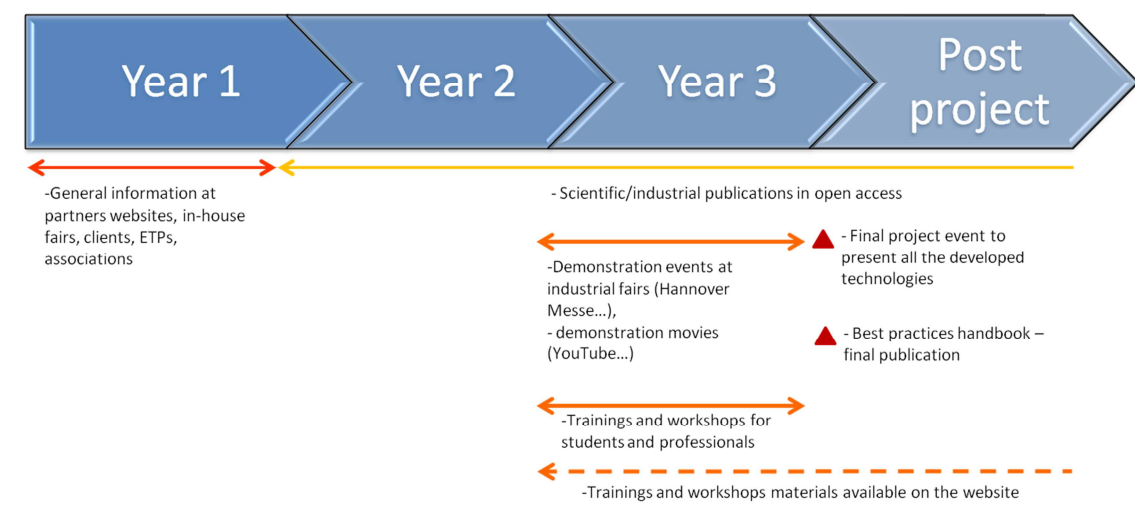 Year 1
Year 2
Year 3
Post
project
-General information at
partners websites, in-house
fairs, clients, ETPs,
associations
- Scientific/industrial publications in open access
-Demonstration events at
industrial fairs (Hannover
Messe...),
- demonstration movies
(YouTube...)
- Final project event to
present all the developed
technologies
- Best practices handbook –
final publication
-Trainings and workshops for
students and professionals
-Trainings and workshops materials available on the website